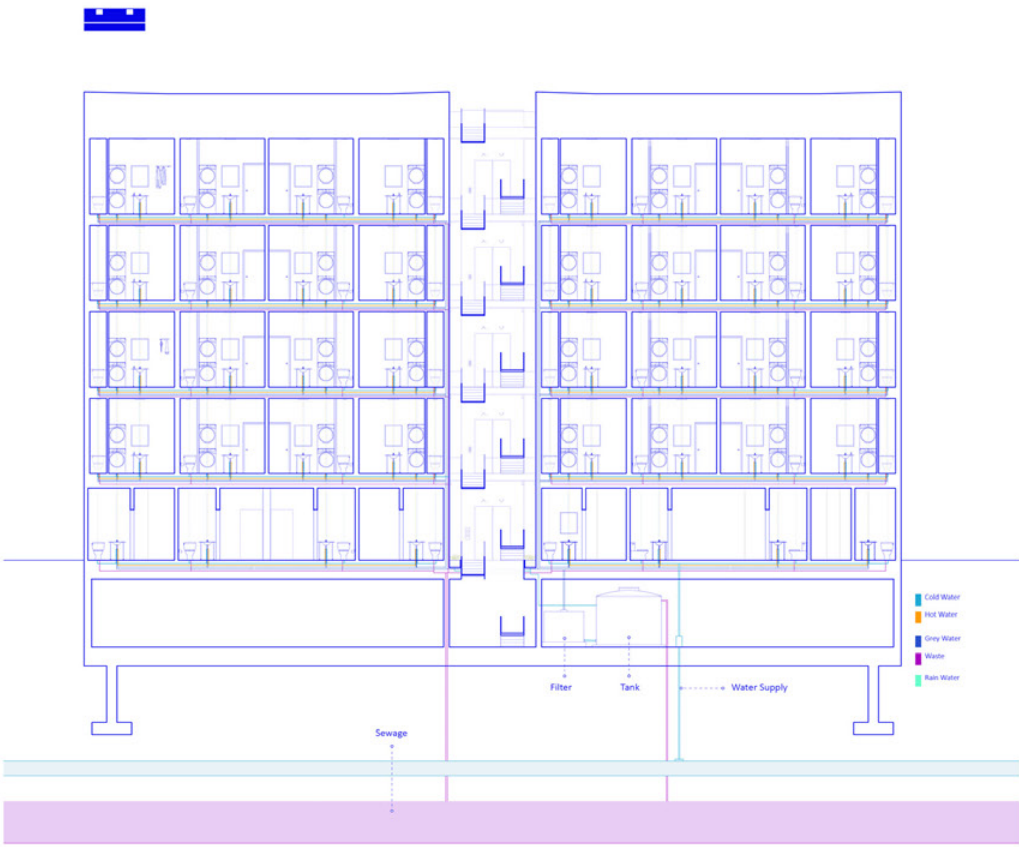 Cold Water
Hot Water
Grey Water
Waste
Rain Water
Filter
Tank
Water Supply
Sewage